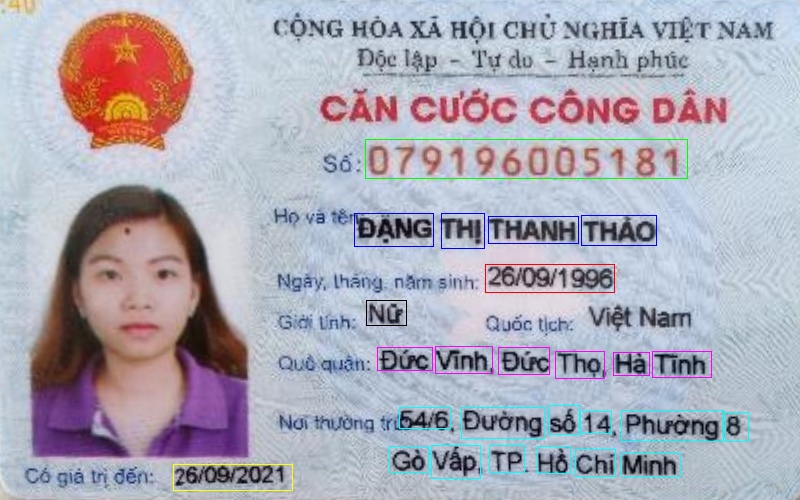 :40
CỘNG HÒA XÃ HỘI CHỦ NGHĨA VIỆT NAM
Độc lập - Tự do - Hạnh phúc
CĂN CƯỚC CÔNG DÂN
Số: 079196005181
Họ và tên: ĐẶNG THỊ THANH THẢO
Ngày, tháng, năm sinh: 26/09/1996
Giới tính: Nữ Quốc tịch: Việt Nam
Quê quán: Đức Vĩnh, Đức Thọ, Hà Tĩnh
Nơi thường trú: 54/6, Đường số 14, Phường 8
Gò Vấp, TP. Hồ Chí Minh
Có giá trị đến: 26/09/2021